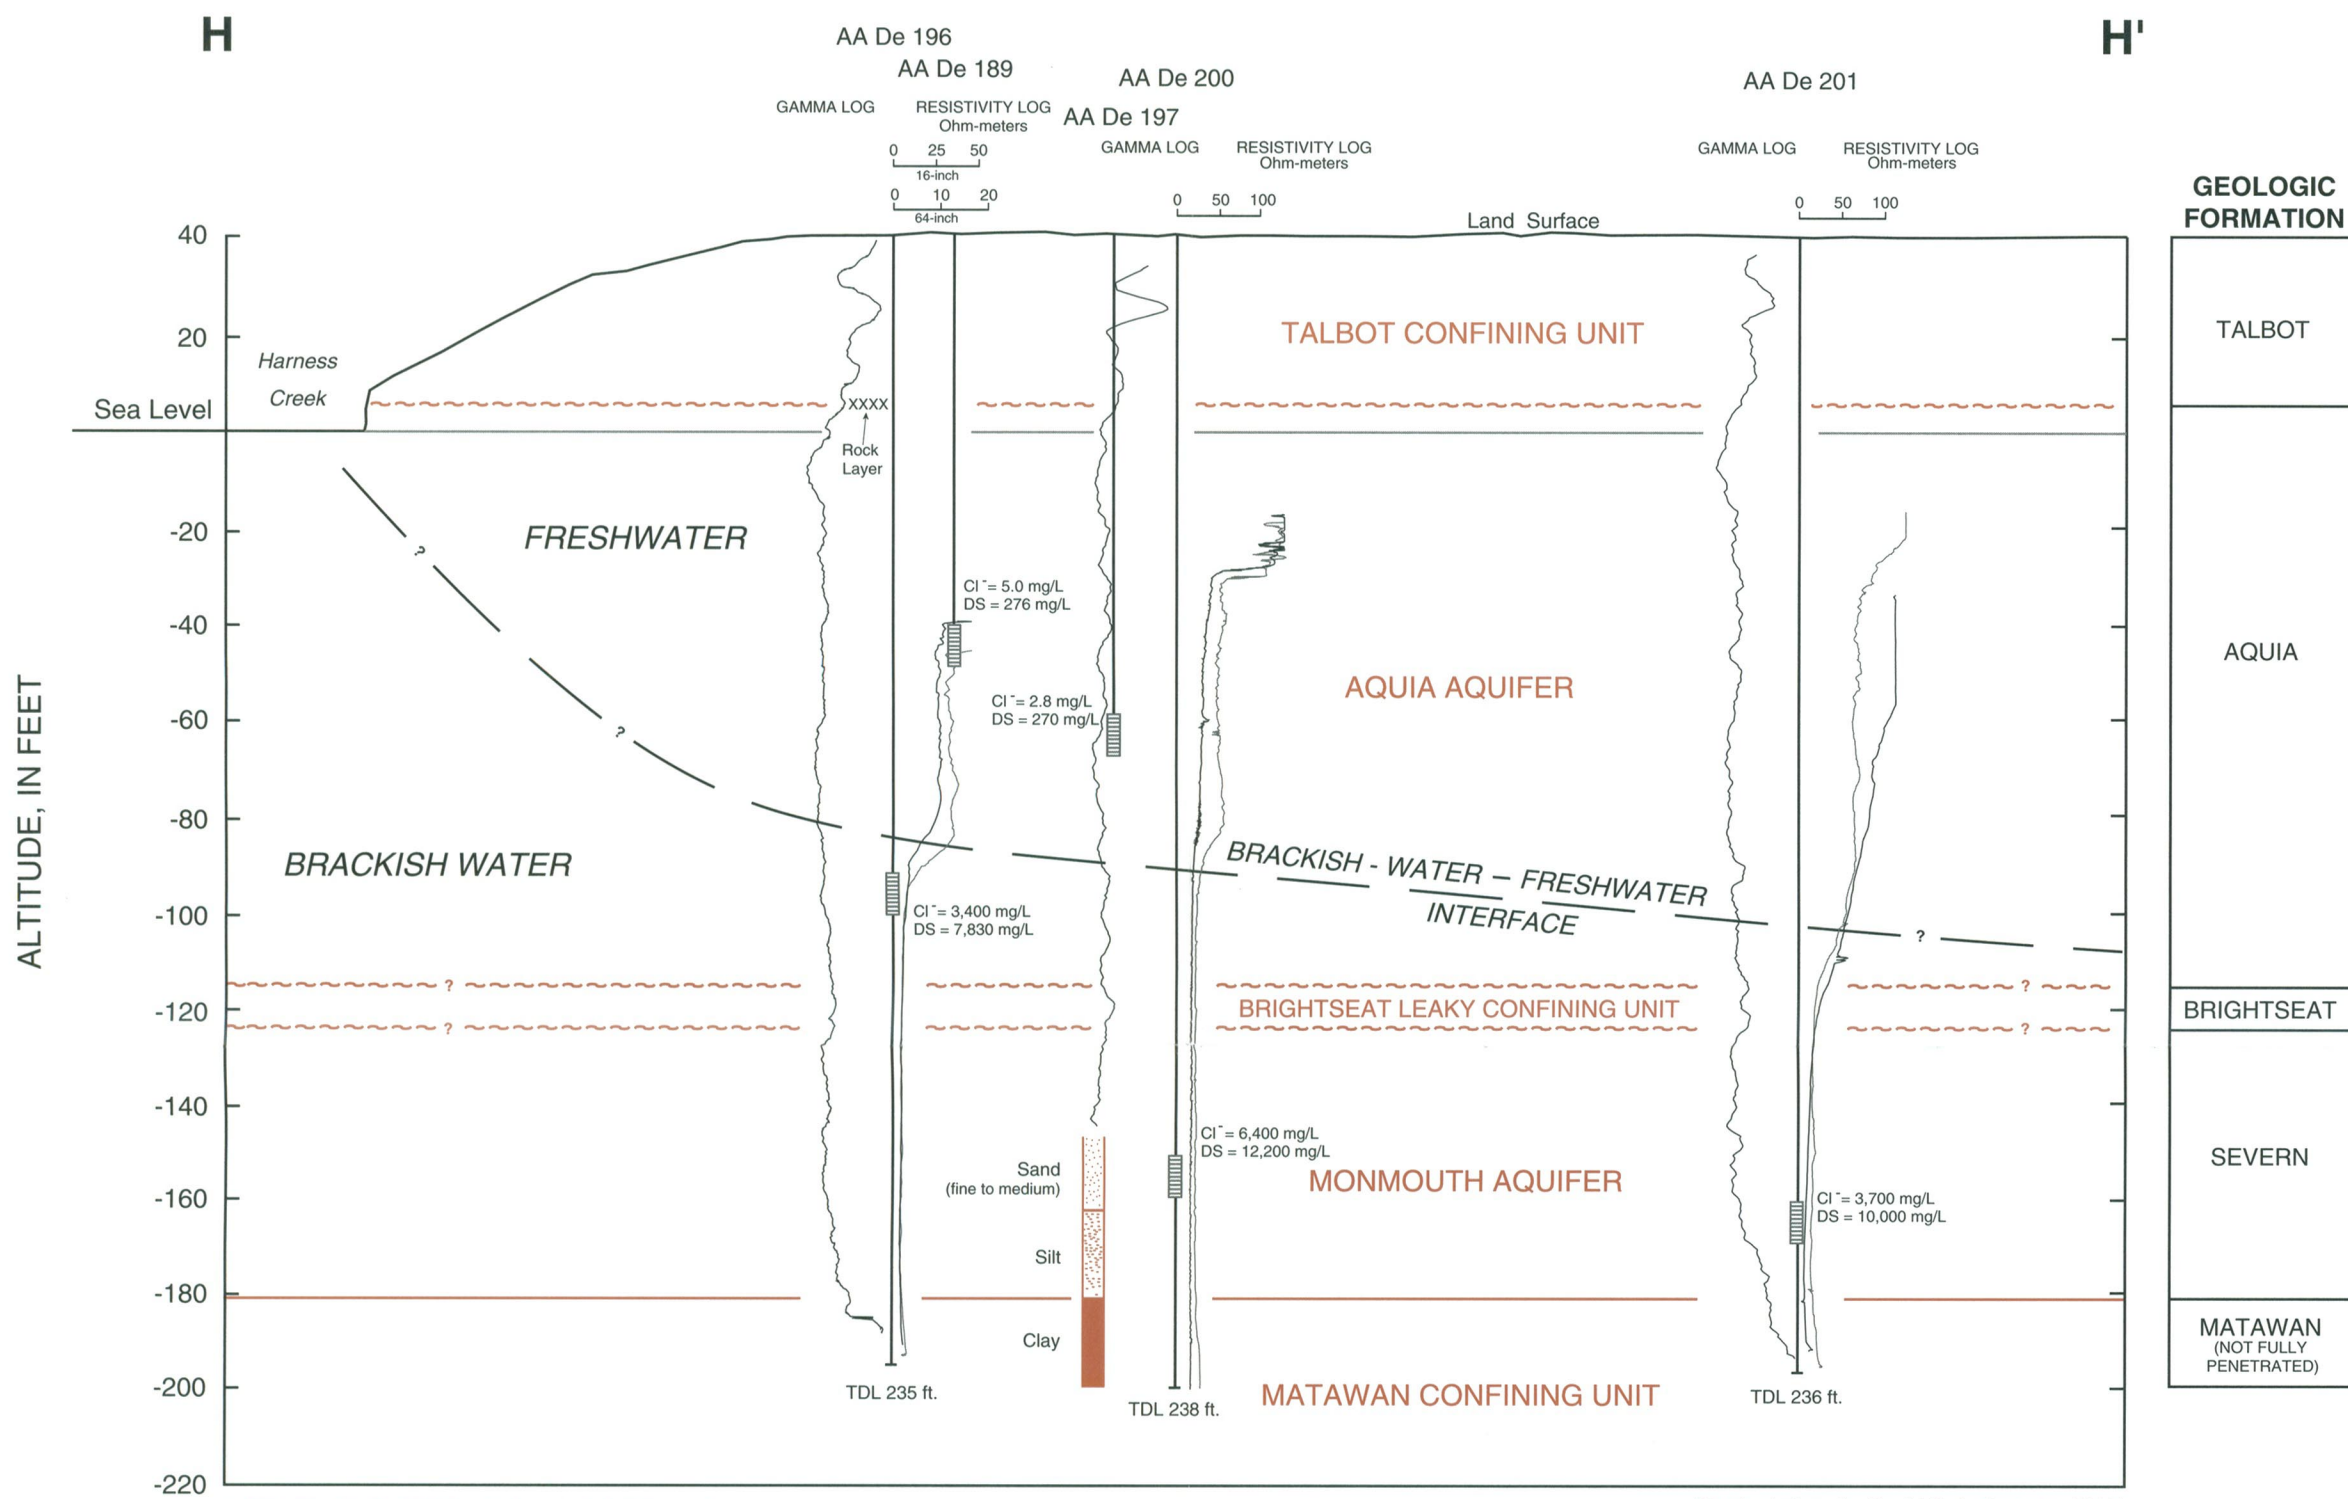 H
H'
AA De 196
AA De 189
AA De 200
AA De 197
AA De 201
GAMMA LOG
RESISTIVITY LOG
Ohm-meters
0 25 50
16-inch
0 10 20
64-inch
GAMMA LOG
RESISTIVITY LOG
Ohm-meters
0 50 100
GAMMA LOG
RESISTIVITY LOG
Ohm-meters
0 50 100
Land Surface
GEOLOGIC
FORMATION
ALTITUDE, IN FEET
40
20
Sea Level
-20
-40
-60
-80
-100
-120
-140
-160
-180
-200
-220
Harness
Creek
TALBOT CONFINING UNIT
TALBOT
XXXX
Rock
Layer
FRESHWATER
?
?
Cl⁻= 5.0 mg/L
DS = 276 mg/L
Cl⁻= 2.8 mg/L
DS = 270 mg/L
AQUIA AQUIFER
AQUIA
BRACKISH WATER
BRACKISH - WATER – FRESHWATER
INTERFACE
?
Cl⁻= 3,400 mg/L
DS = 7,830 mg/L
?
?
BRIGHTSEAT LEAKY CONFINING UNIT
?
?
BRIGHTSEAT
Cl⁻= 6,400 mg/L
DS = 12,200 mg/L
Sand
(fine to medium)
MONMOUTH AQUIFER
SEVERN
Cl⁻= 3,700 mg/L
DS = 10,000 mg/L
Silt
Clay
MATAWAN
(NOT FULLY
PENETRATED)
TDL 235 ft.
TDL 238 ft.
MATAWAN CONFINING UNIT
TDL 236 ft.